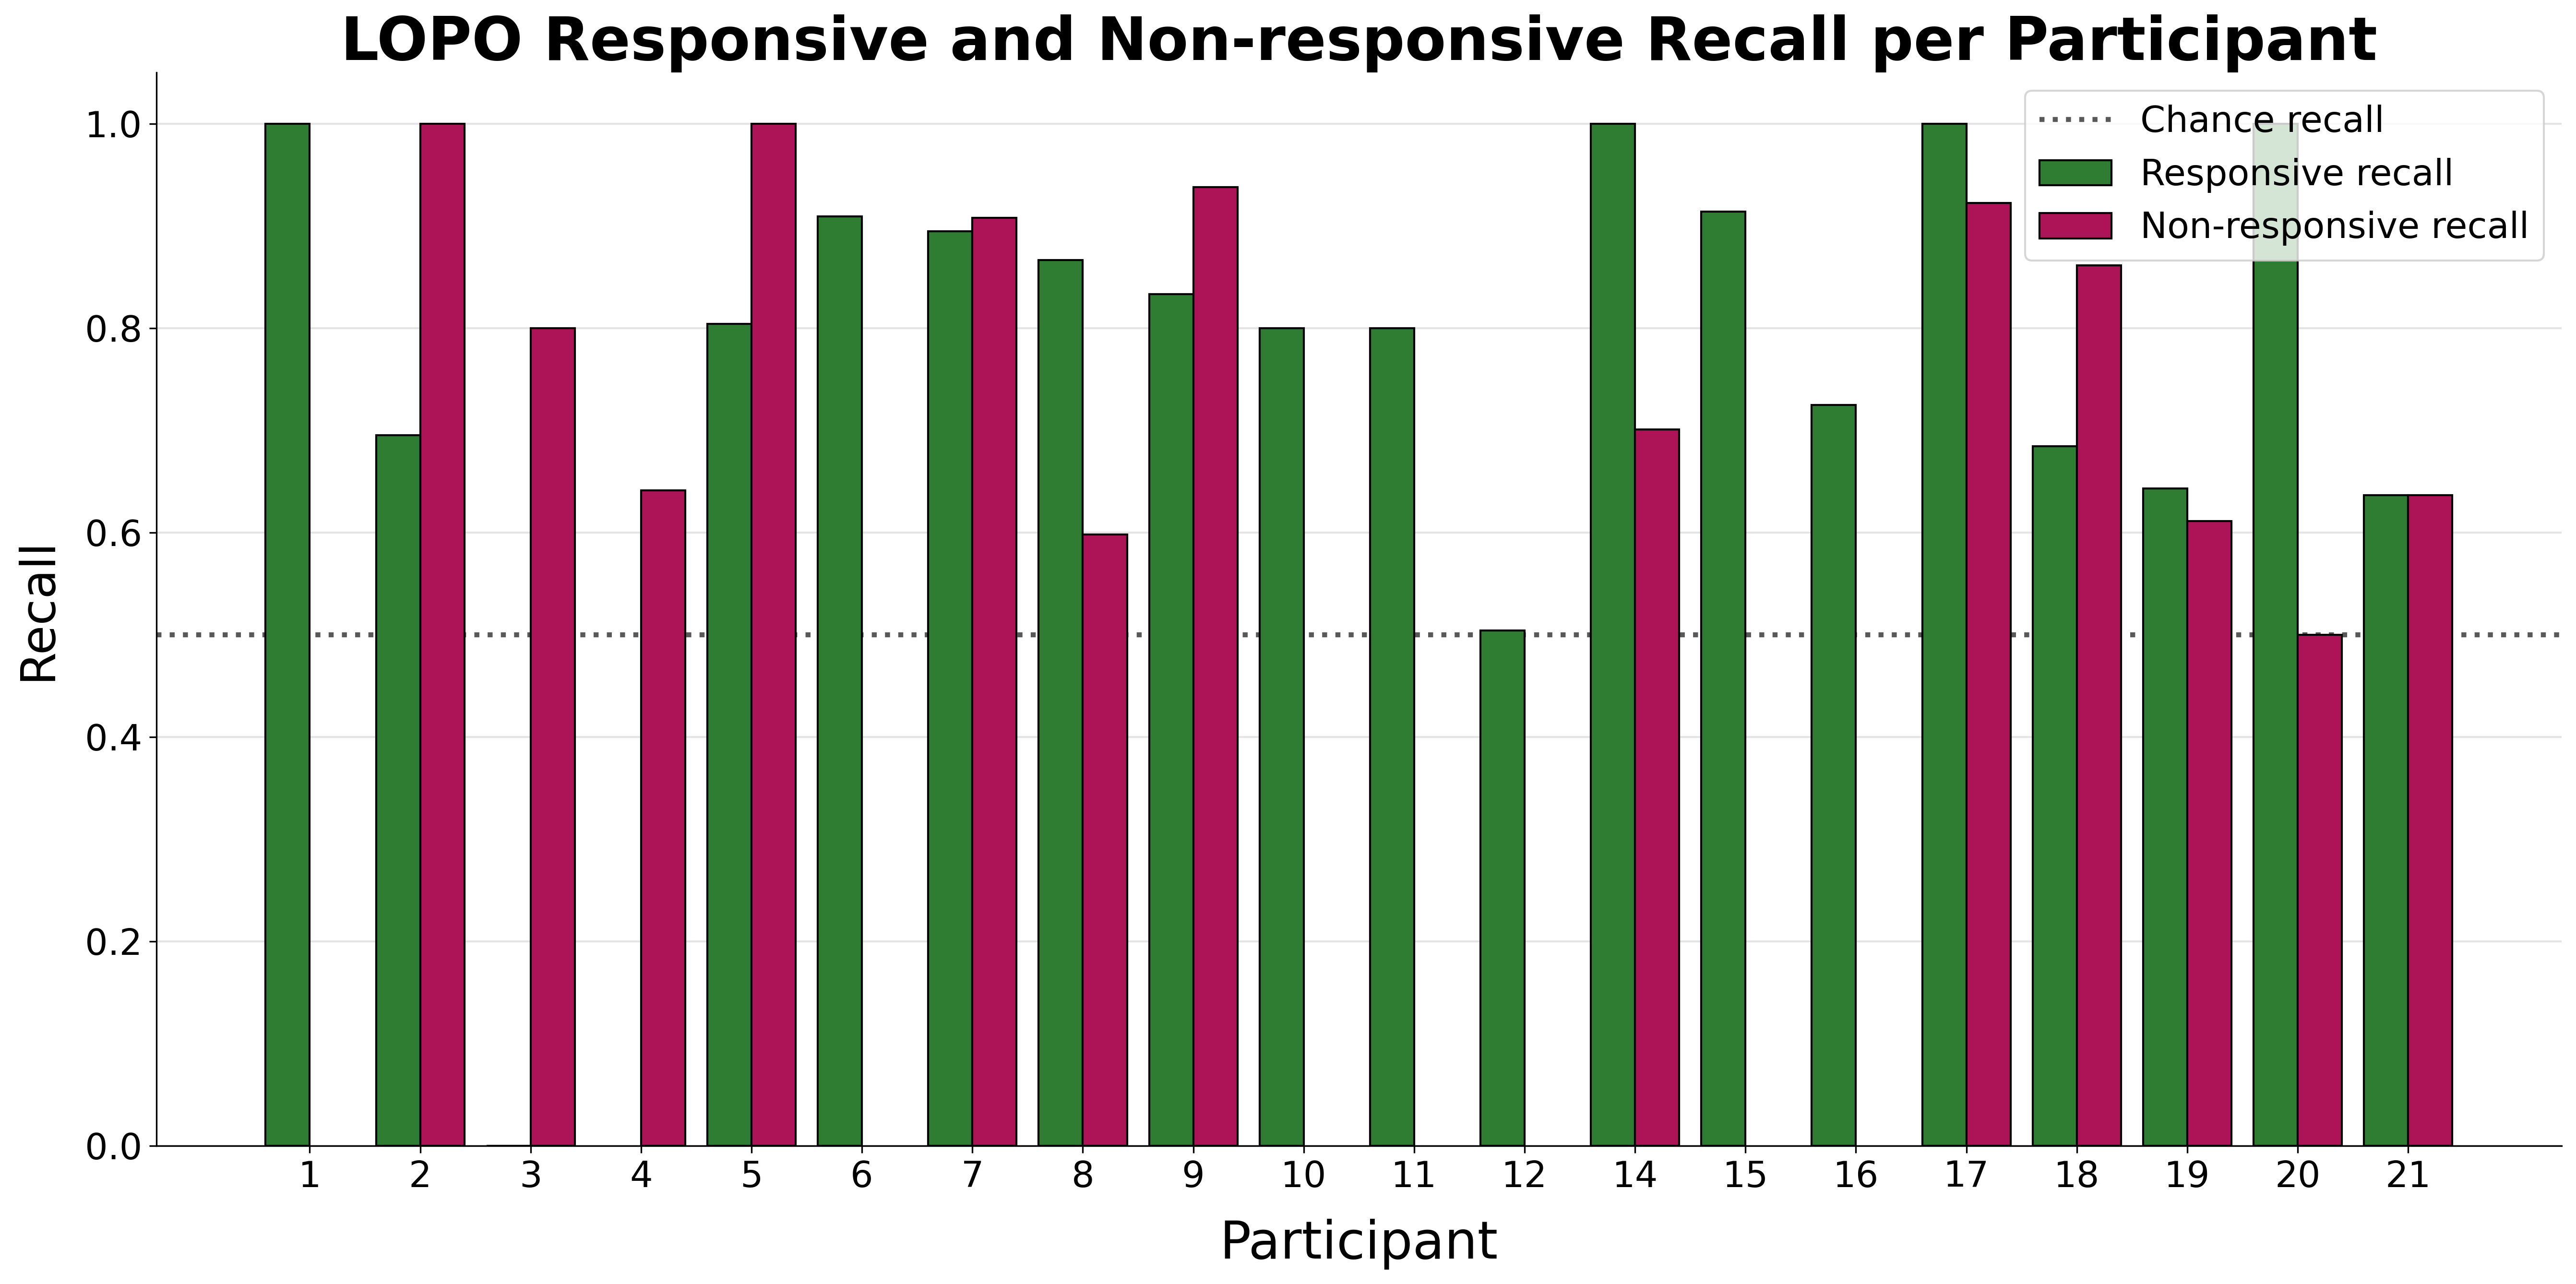 LOPO Responsive and Non-responsive Recall per Participant
Chance recall
Responsive recall
Non-responsive recall
1.0
0.8
0.6
0.4
0.2
0.0
Recall
1 2 3 4 5 6 7 8 9 10 11 12 14 15 16 17 18 19 20 21
Participant